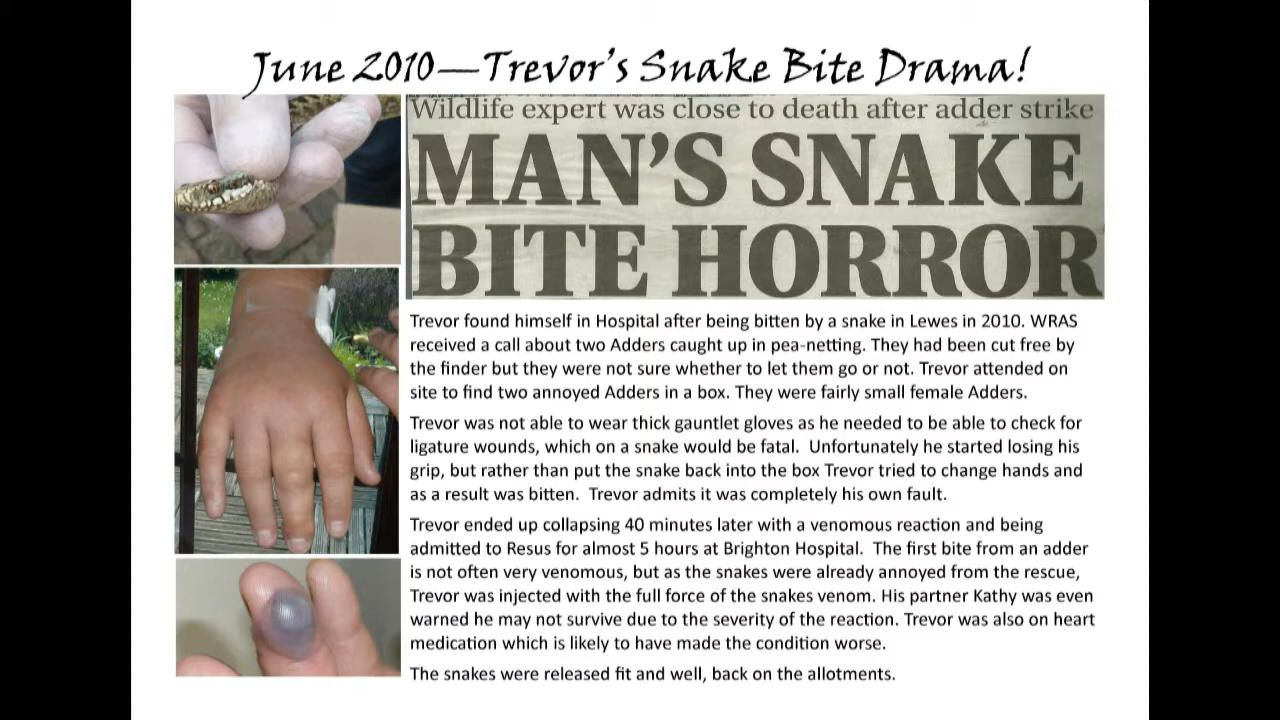 June 2010—Trevor's Snake Bite Drama!
Wildlife expert was close to death after adder strike
MAN'S SNAKE
BITE HORROR
Trevor found himself in Hospital after being bitten by a snake in Lewes in 2010. WRAS
received a call about two Adders caught up in pea-netting. They had been cut free by
the finder but they were not sure whether to let them go or not. Trevor attended on
site to find two annoyed Adders in a box. They were fairly small female Adders.
Trevor was not able to wear thick gauntlet gloves as he needed to be able to check for
ligature wounds, which on a snake would be fatal.  Unfortunately he started losing his
grip, but rather than put the snake back into the box Trevor tried to change hands and
as a result was bitten.  Trevor admits it was completely his own fault.
Trevor ended up collapsing 40 minutes later with a venomous reaction and being
admitted to Resus for almost 5 hours at Brighton Hospital.  The first bite from an adder
is not often very venomous, but as the snakes were already annoyed from the rescue,
Trevor was injected with the full force of the snakes venom. His partner Kathy was even
warned he may not survive due to the severity of the reaction. Trevor was also on heart
medication which is likely to have made the condition worse.
The snakes were released fit and well, back on the allotments.